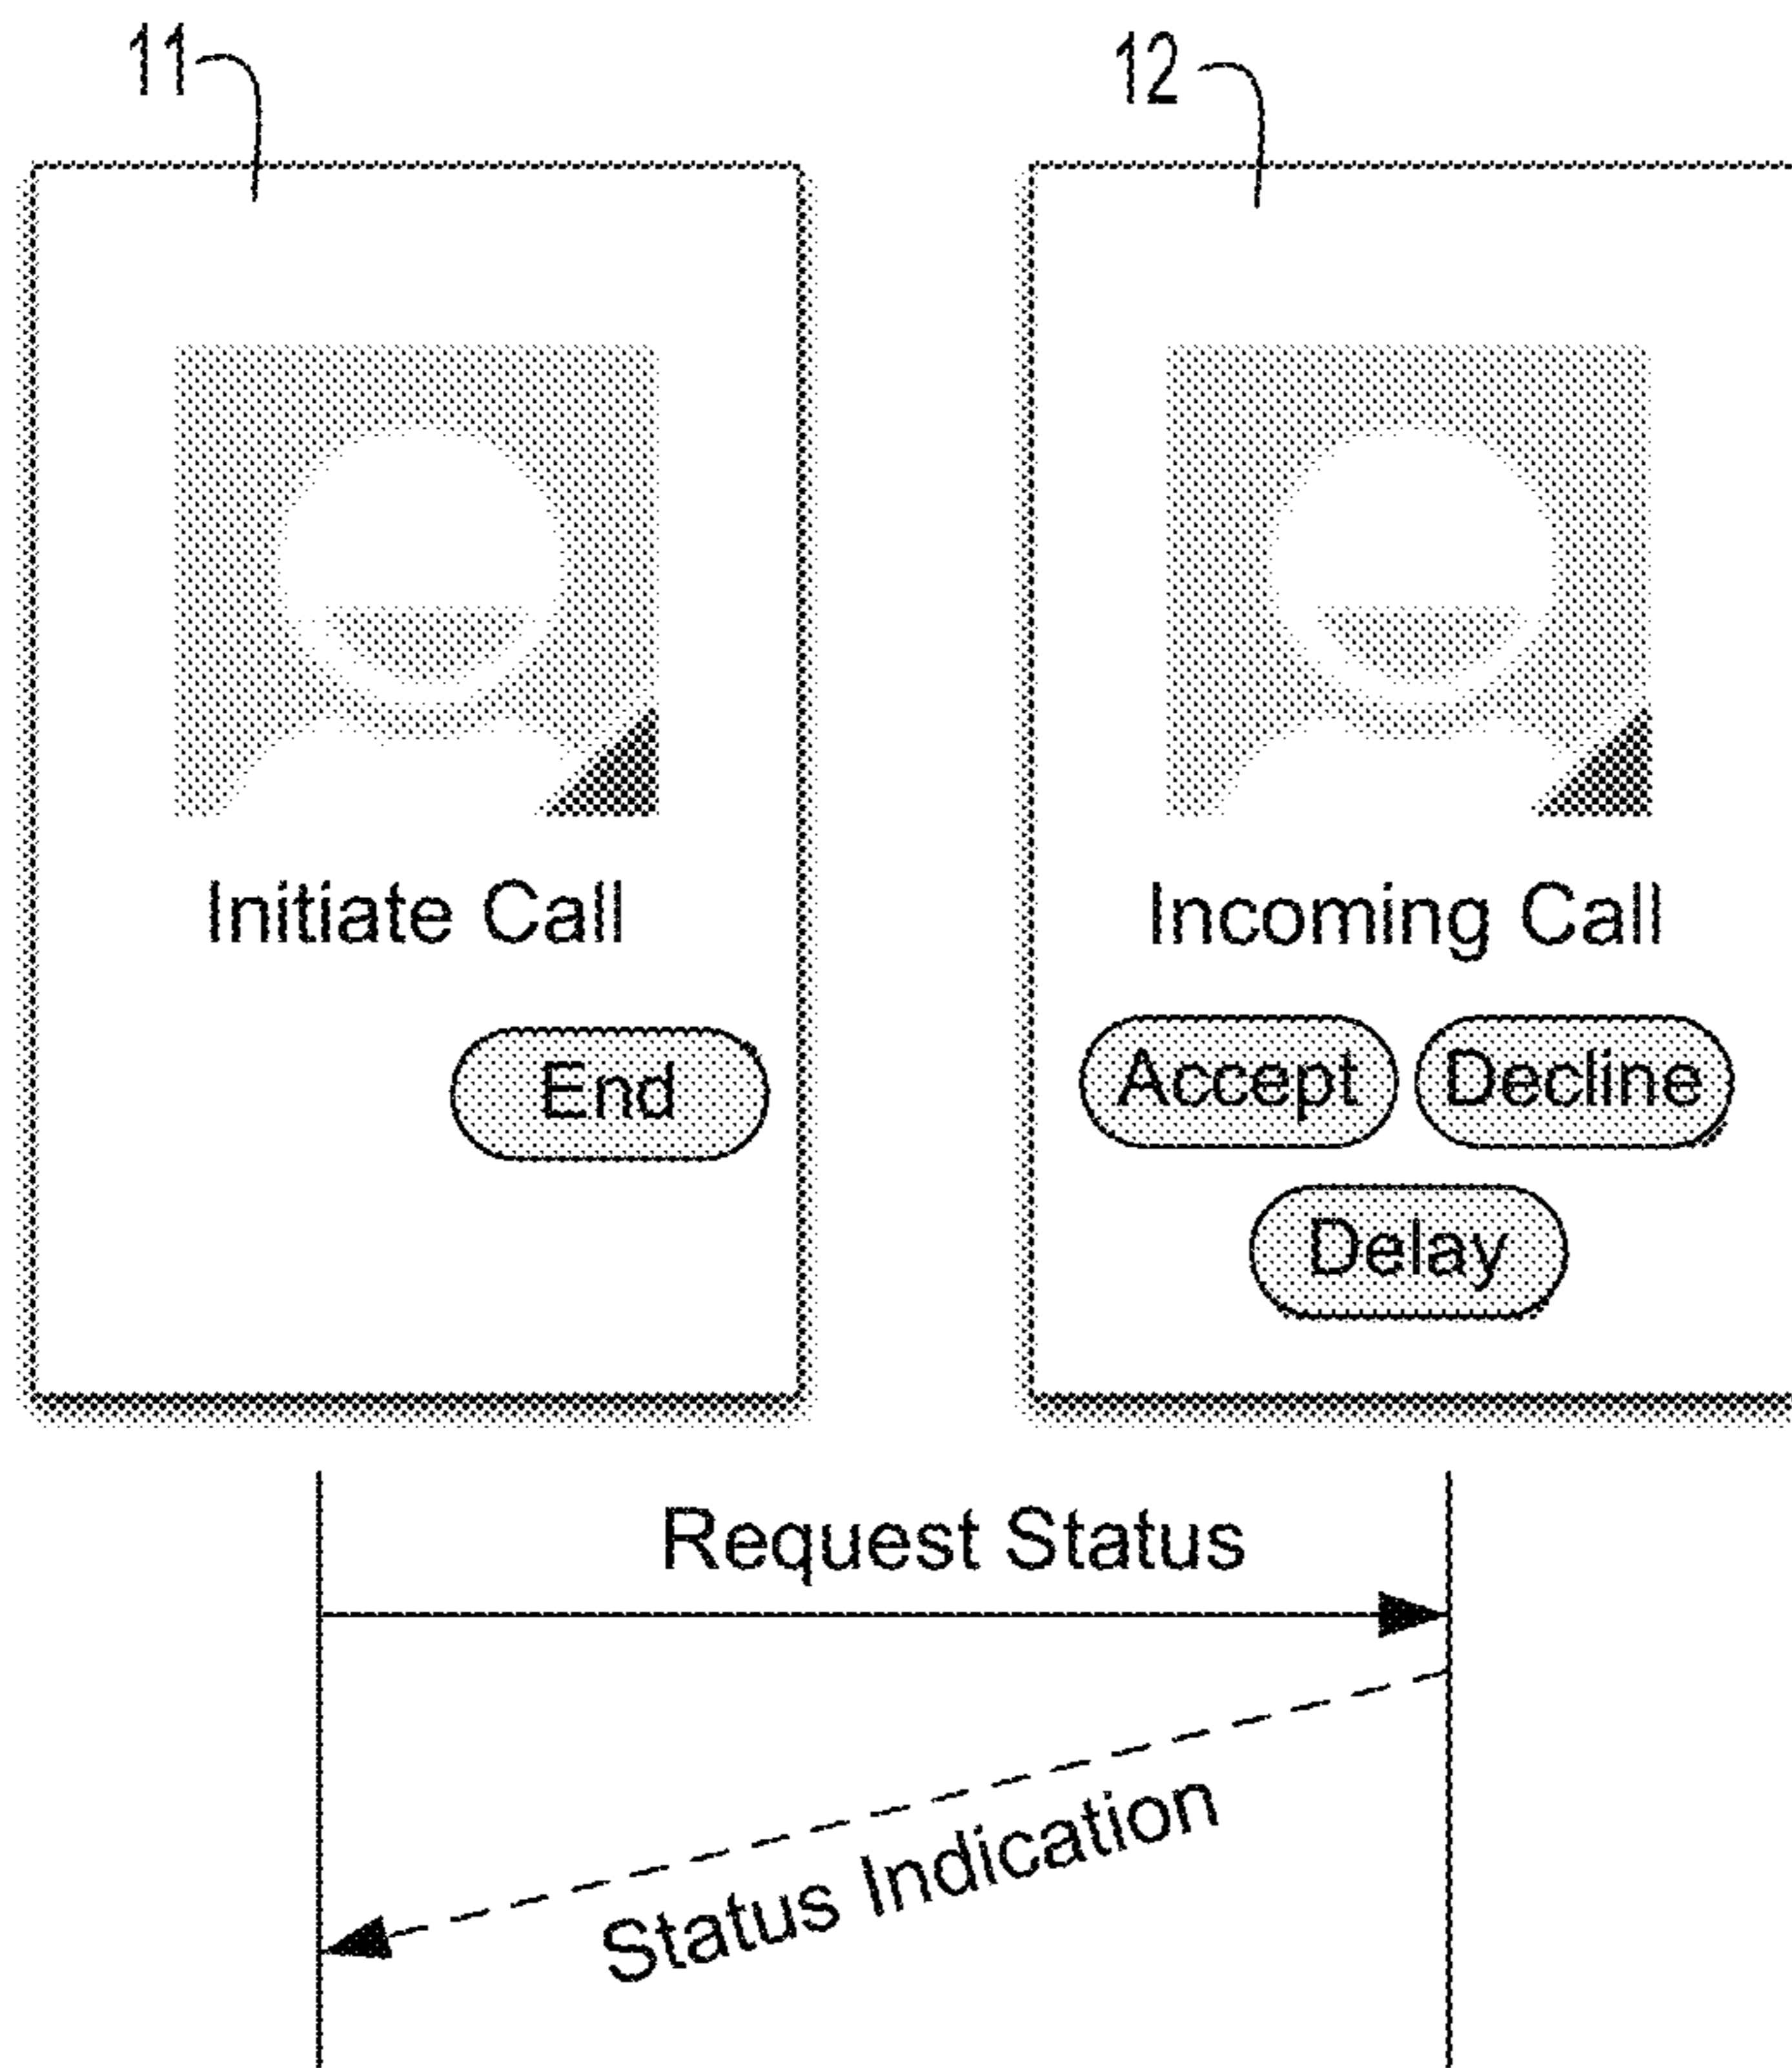 11
12
Initiate Call
Incoming Call
End
Accept
Decline
Delay
Request Status
Status Indication